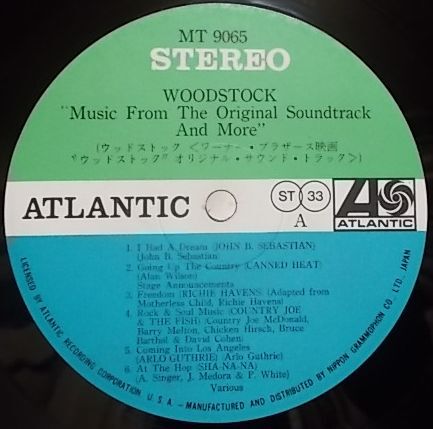 MT 9065
STEREO
WOODSTOCK
"Music From The Original Soundtrack
And More"
(ウッドストック <ワーナー・ブラザース映画
"ウッドストック" オリジナル・サウンド・トラック>)
ATLANTIC
ST 33
A
ATLANTIC
1. I Had A Dream (JOHN B. SEBASTIAN)
(John B. Sebastian)
2. Going Up The Country (CANNED HEAT)
(Alan Wilson)
Stage Announcements
3. Freedom (RICHIE HAVENS) (Adapted from
Motherless Child, Richie Havens)
4. Rock & Soul Music (COUNTRY JOE
& THE FISH) (Country Joe McDonald,
Barry Melton, Chicken Hirsch, Bruce
Barthol & David Cohen)
5. Coming Into Los Angeles
(ARLO GUTHRIE) (Arlo Guthrie)
6. At The Hop (SHA-NA-NA)
(A. Singer, J. Medora & P. White)
Various
LICENSED BY ATLANTIC RECORDING CORPORATION U.S.A. - MANUFACTURED AND DISTRIBUTED BY NIPPON GRAMMOPHON CO. LTD. JAPAN